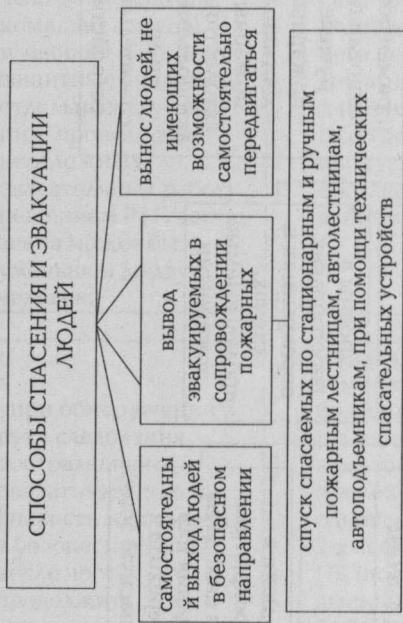 СПОСОБЫ СПАСЕНИЯ И ЭВАКУАЦИИ
ЛЮДЕЙ
самостоятельны
й выход людей
в безопасном
направлении
вывод
эвакуируемых в
сопровождении
пожарных
вынос людей, не
имеющих
возможности
самостоятельно
передвигаться
спуск спасаемых по стационарным и ручным
пожарным лестницам, автолестницам,
автоподъемникам, при помощи технических
спасательных устройств